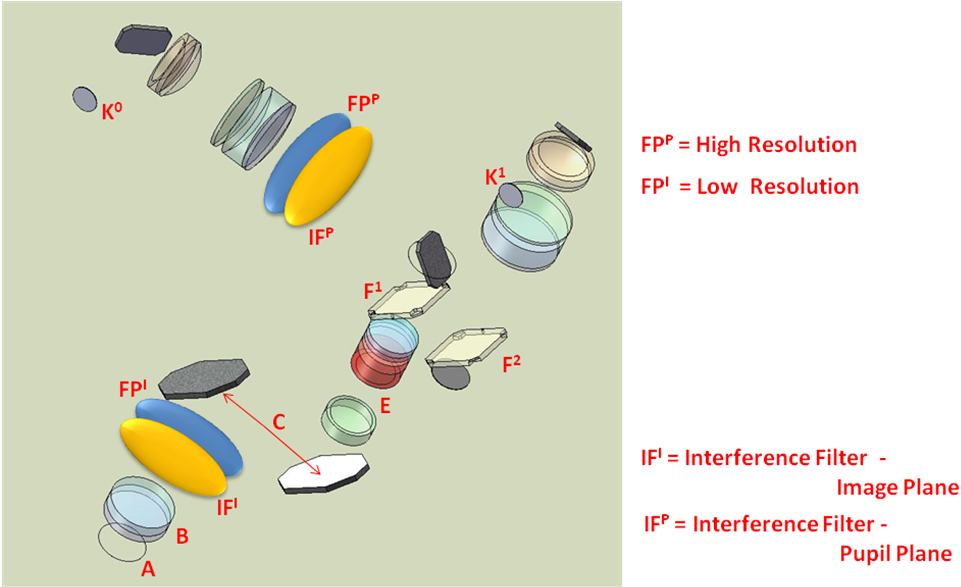 K⁰
FPᴾ
IFᴾ
K¹
F¹
F²
FPᴵ
C
E
IFᴵ
B
A
FPᴾ = High Resolution
FPᴵ = Low Resolution
IFᴵ = Interference Filter -
Image Plane
IFᴾ = Interference Filter -
Pupil Plane